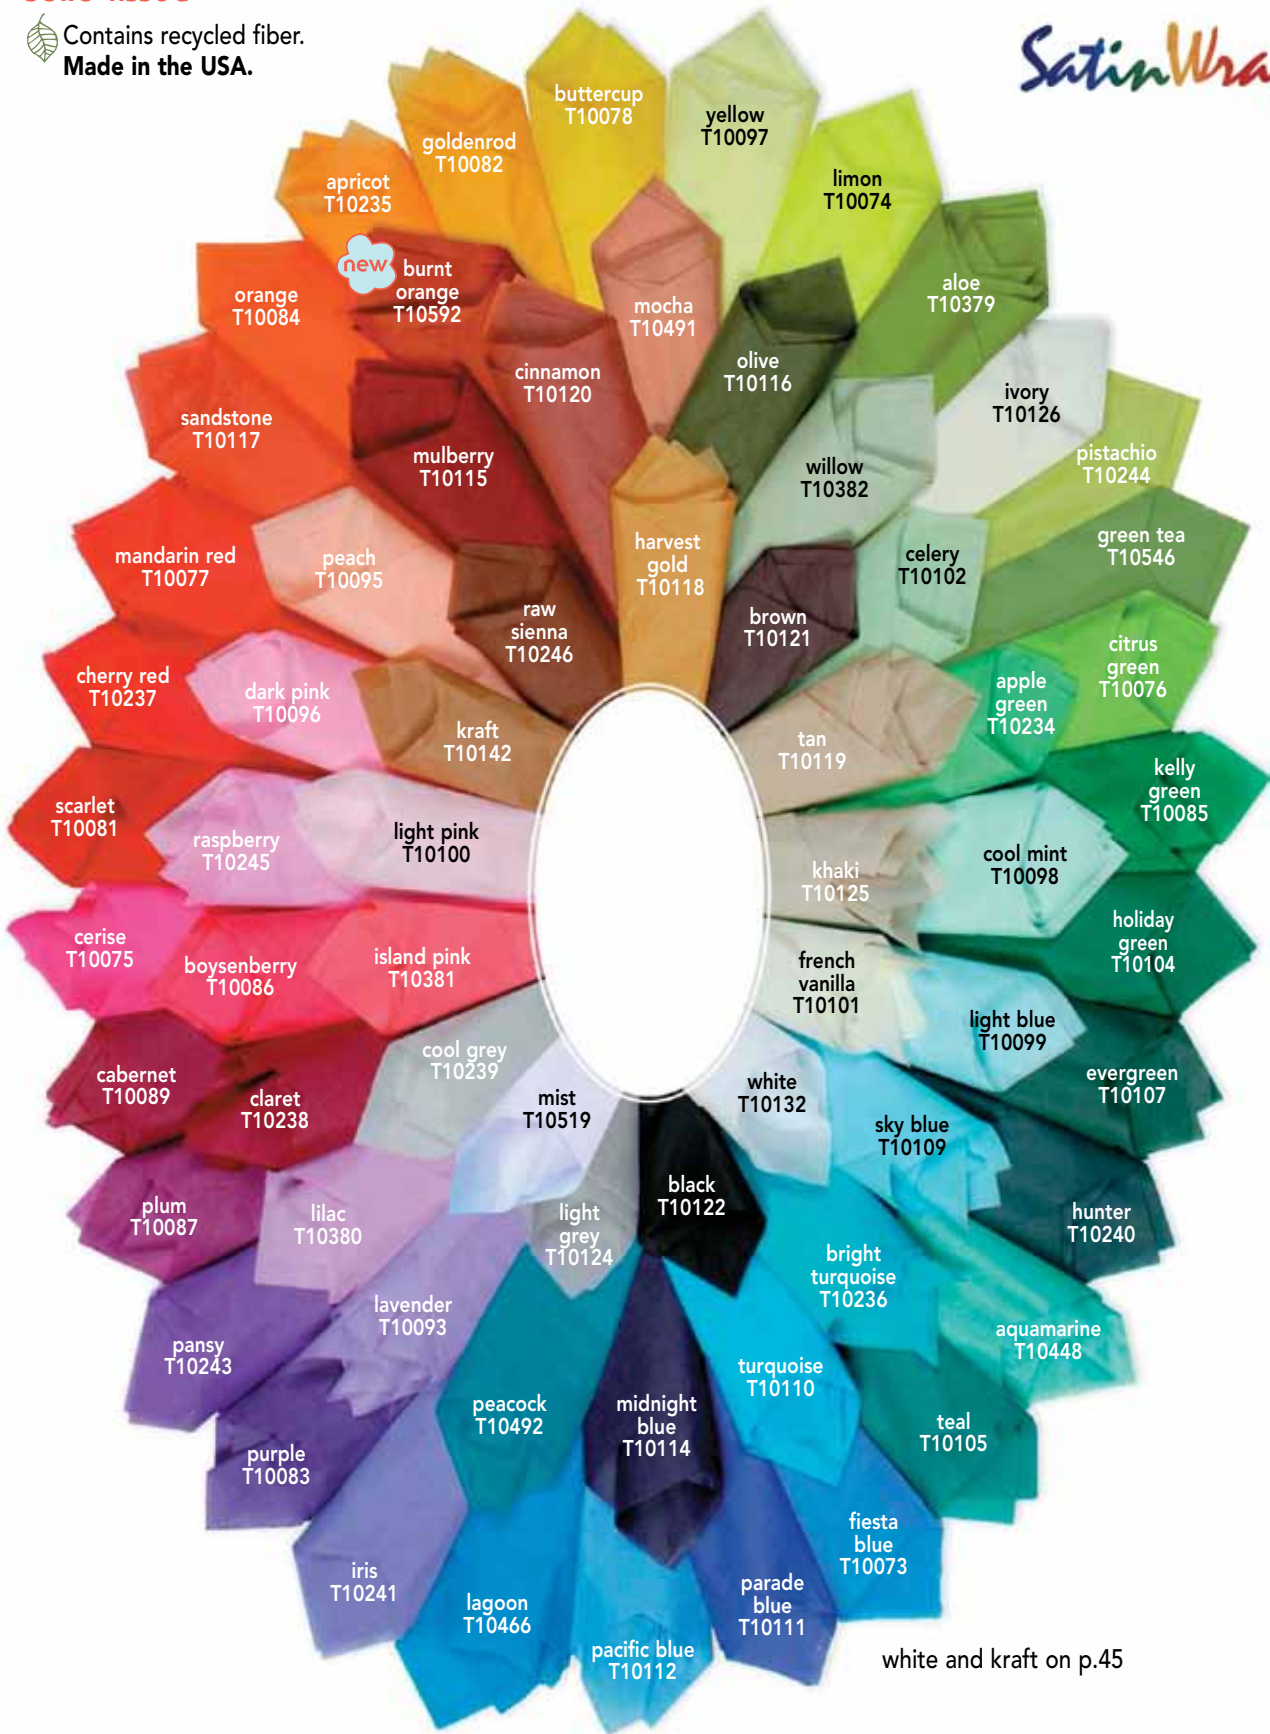 Contains recycled fiber.
Made in the USA.
SatinWra
buttercup
T10078
yellow
T10097
goldenrod
T10082
limon
T10074
apricot
T10235
new
burnt
orange
T10592
orange
T10084
mocha
T10491
aloe
T10379
cinnamon
T10120
olive
T10116
ivory
T10126
sandstone
T10117
mulberry
T10115
willow
T10382
pistachio
T10244
mandarin red
T10077
peach
T10095
harvest
gold
T10118
celery
T10102
green tea
T10546
raw
sienna
T10246
brown
T10121
citrus
green
T10076
cherry red
T10237
dark pink
T10096
kraft
T10142
tan
T10119
apple
green
T10234
kelly
green
T10085
scarlet
T10081
raspberry
T10245
light pink
T10100
khaki
T10125
cool mint
T10098
holiday
green
T10104
cerise
T10075
boysenberry
T10086
island pink
T10381
french
vanilla
T10101
light blue
T10099
evergreen
T10107
cabernet
T10089
claret
T10238
cool grey
T10239
mist
T10519
white
T10132
sky blue
T10109
plum
T10087
lilac
T10380
light
grey
T10124
black
T10122
hunter
T10240
bright
turquoise
T10236
pansy
T10243
lavender
T10093
aquamarine
T10448
peacock
T10492
midnight
blue
T10114
turquoise
T10110
teal
T10105
purple
T10083
iris
T10241
lagoon
T10466
pacific blue
T10112
parade
blue
T10111
fiesta
blue
T10073
white and kraft on p.45